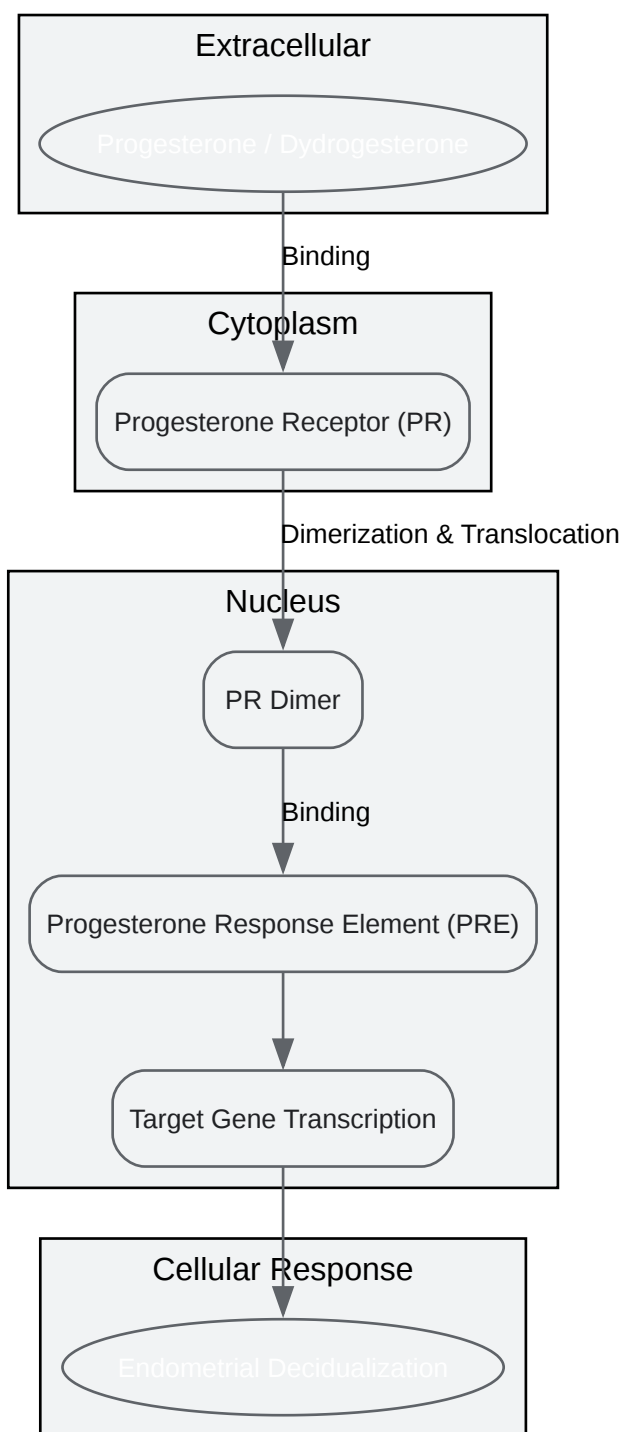 Extracellular
Progesterone / Dydrogesterone
Binding
Cytoplasm
Progesterone Receptor (PR)
Dimerization & Translocation
Nucleus
PR Dimer
Binding
Progesterone Response Element (PRE)
Target Gene Transcription
Cellular Response
Endometrial Decidualization